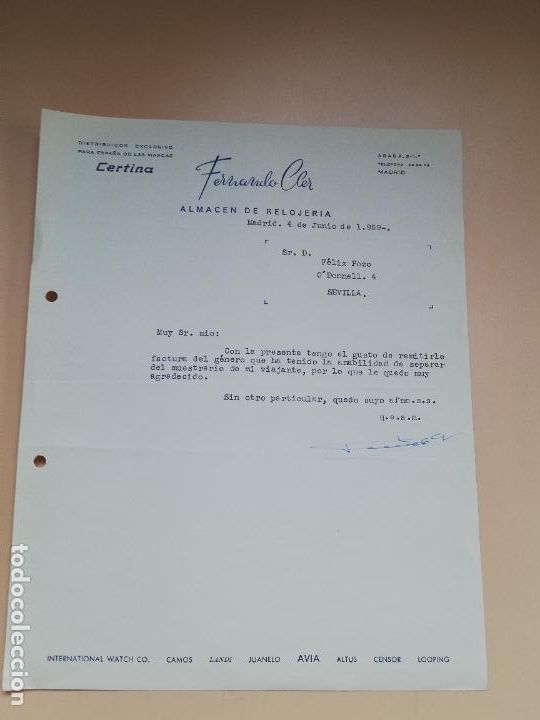 DISTRIBUIDOR EXCLUSIVO
PARA ESPAÑA DE LAS MARCAS
Certina
Fernando Cler
ALMACEN DE RELOJERIA
TELEFONO
MADRID
Madrid. 4 de Junio de 1.959-.
Sr. D.
Félix Pozo
O'Donnell. 4
SEVILLA.
Muy Sr. mio:
Con la presente tengo el gusto de remitirle
factura del género que ha tenido la amabilidad de separar
del muestrario de mi viajante, por lo que le quedo muy
agradecido.
Sin otro particular, quedo suyo afmo.s.s.
q.e.s.m.
INTERNATIONAL WATCH CO. CAMOS LANDI JUANELO AVIA ALTUS CENSOR LOOPING
todocoleccion